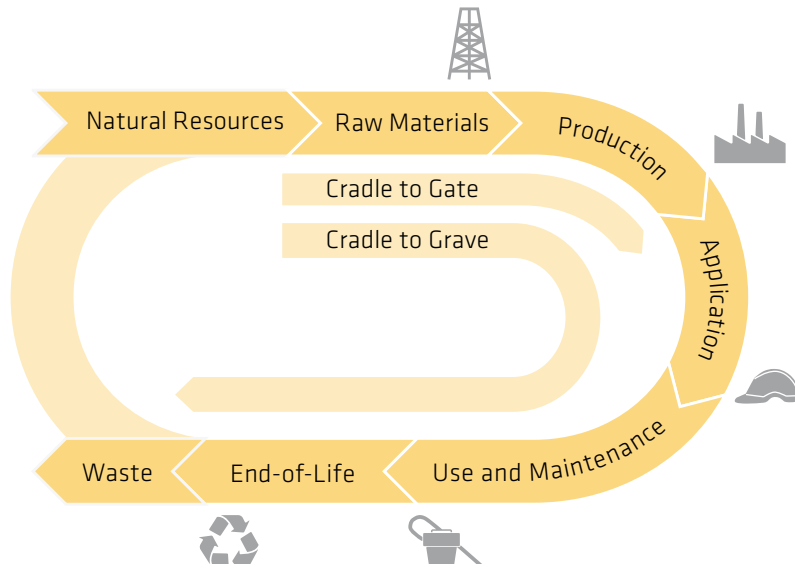 Natural Resources
Raw Materials
Production
Cradle to Gate
Cradle to Grave
Application
Use and Maintenance
End-of-Life
Waste